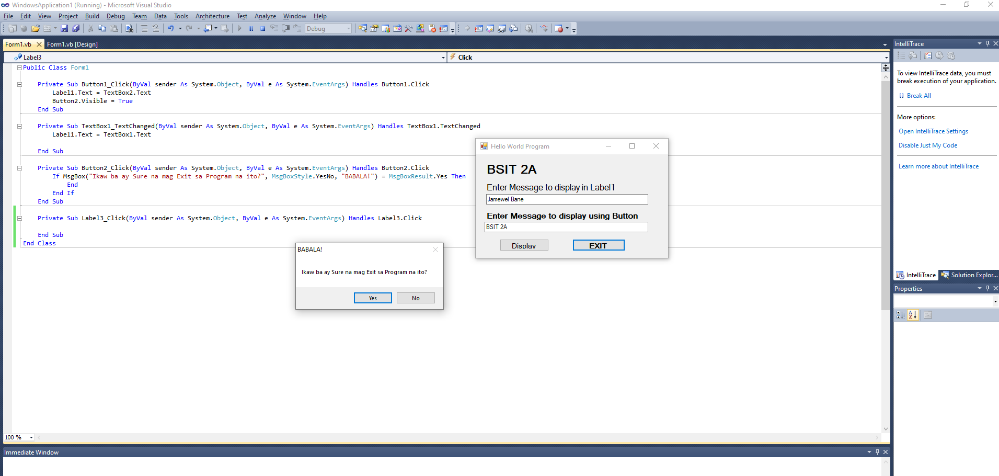 WindowsApplication1 (Running) - Microsoft Visual Studio
File Edit View Project Build Debug Team Data Tools Architecture Test Analyze Window Help
Debug
Form1.vb Form1.vb [Design]
Label3 Click
Public Class Form1
Private Sub Button1_Click(ByVal sender As System.Object, ByVal e As System.EventArgs) Handles Button1.Click
Label1.Text = TextBox2.Text
Button2.Visible = True
End Sub
Private Sub TextBox1_TextChanged(ByVal sender As System.Object, ByVal e As System.EventArgs) Handles TextBox1.TextChanged
Label1.Text = TextBox1.Text
End Sub
Private Sub Button2_Click(ByVal sender As System.Object, ByVal e As System.EventArgs) Handles Button2.Click
If MsgBox("Ikaw ba ay Sure na mag Exit sa Program na ito?", MsgBoxStyle.YesNo, "BABALA!") = MsgBoxResult.Yes Then
End
End If
End Sub
Private Sub Label3_Click(ByVal sender As System.Object, ByVal e As System.EventArgs) Handles Label3.Click
End Sub
End Class
Hello World Program
BSIT 2A
Enter Message to display in Label1
Jamewel Bane
Enter Message to display using Button
BSIT 2A
Display EXIT
BABALA!
Ikaw ba ay Sure na mag Exit sa Program na ito?
Yes No
IntelliTrace
To view IntelliTrace data, you must
break execution of your application.
Break All
More options:
Open IntelliTrace Settings
Disable Just My Code
Learn more about IntelliTrace
IntelliTrace Solution Explor...
Properties
100 %
Immediate Window